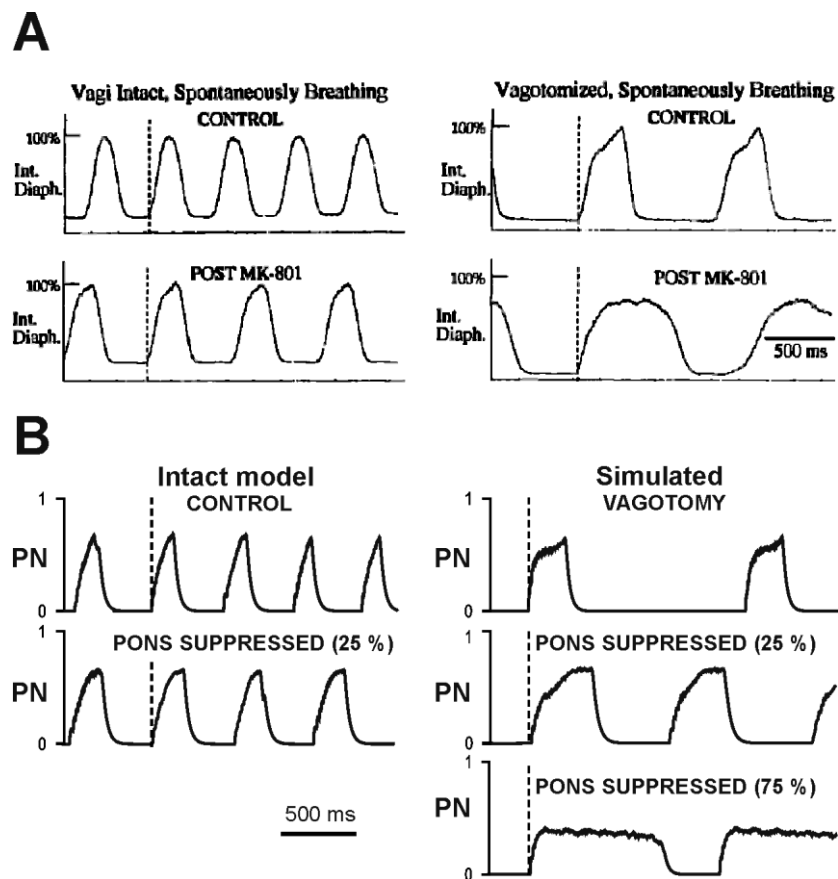 A
Vagi Intact, Spontaneously Breathing
CONTROL
100%
Int.
Diaph.
POST MK-801
100%
Int.
Diaph.
Vagotomized, Spontaneously Breathing
CONTROL
100%
Int.
Diaph.
POST MK-801
100%
Int.
Diaph.
500 ms
B
Intact model
CONTROL
1
PN
0
PONS SUPPRESSED (25 %)
1
PN
0
500 ms
Simulated
VAGOTOMY
1
PN
0
PONS SUPPRESSED (25 %)
1
PN
0
PONS SUPPRESSED (75 %)
1
PN
0